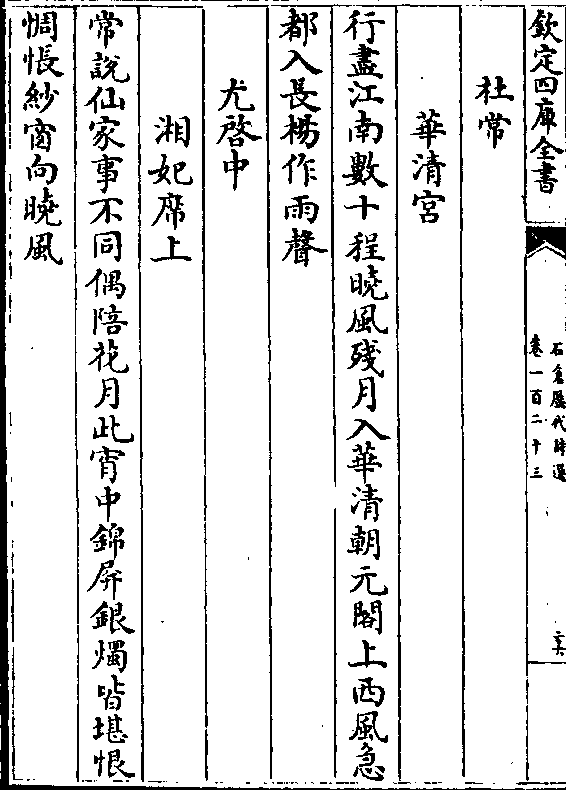 欽定四庫全書
石倉歷代詩選
卷一百二十三
杜常
華清宮
行盡江南數十程曉風殘月入華清朝元閣上西風急
都入長楊作雨聲
尤啓中
湘妃席上
常說仙家事不同偶陪花月此宵中錦屏銀燭皆堪恨
惆悵紗窗向曉風